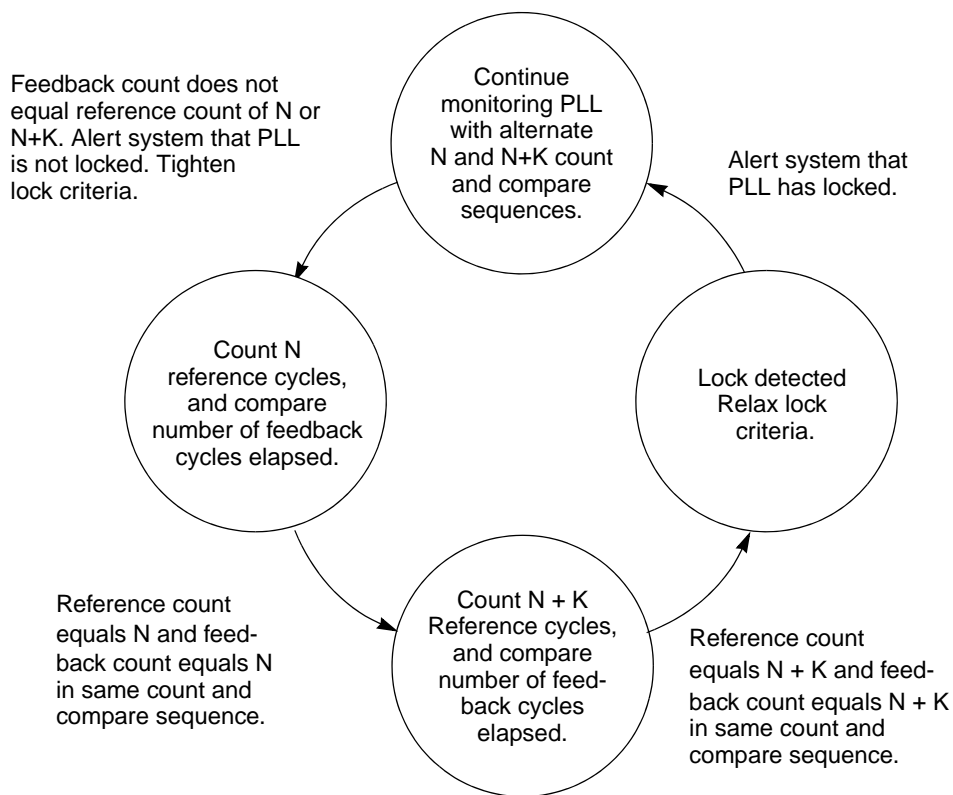 Feedback count does not
equal reference count of N or
N+K. Alert system that PLL
is not locked. Tighten
lock criteria.
Continue
monitoring PLL
with alternate
N and N+K count
and compare
sequences.
Alert system that
PLL has locked.
Count N
reference cycles,
and compare
number of feedback
cycles elapsed.
Lock detected
Relax lock
criteria.
Reference count
equals N and feed-
back count equals N
in same count and
compare sequence.
Count N + K
Reference cycles,
and compare
number of feed-
back cycles
elapsed.
Reference count
equals N + K and feed-
back count equals N + K
in same count and
compare sequence.